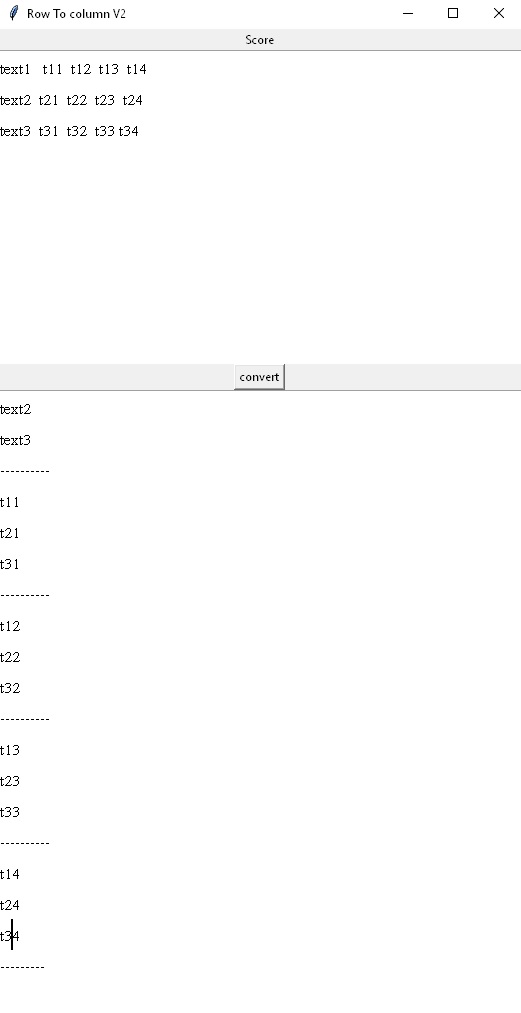 Row To column V2
Score
text1 t11 t12 t13 t14
text2 t21 t22 t23 t24
text3 t31 t32 t33 t34
convert
text2
text3
----------
t11
t21
t31
----------
t12
t22
t32
----------
t13
t23
t33
----------
t14
t24
t34
---------